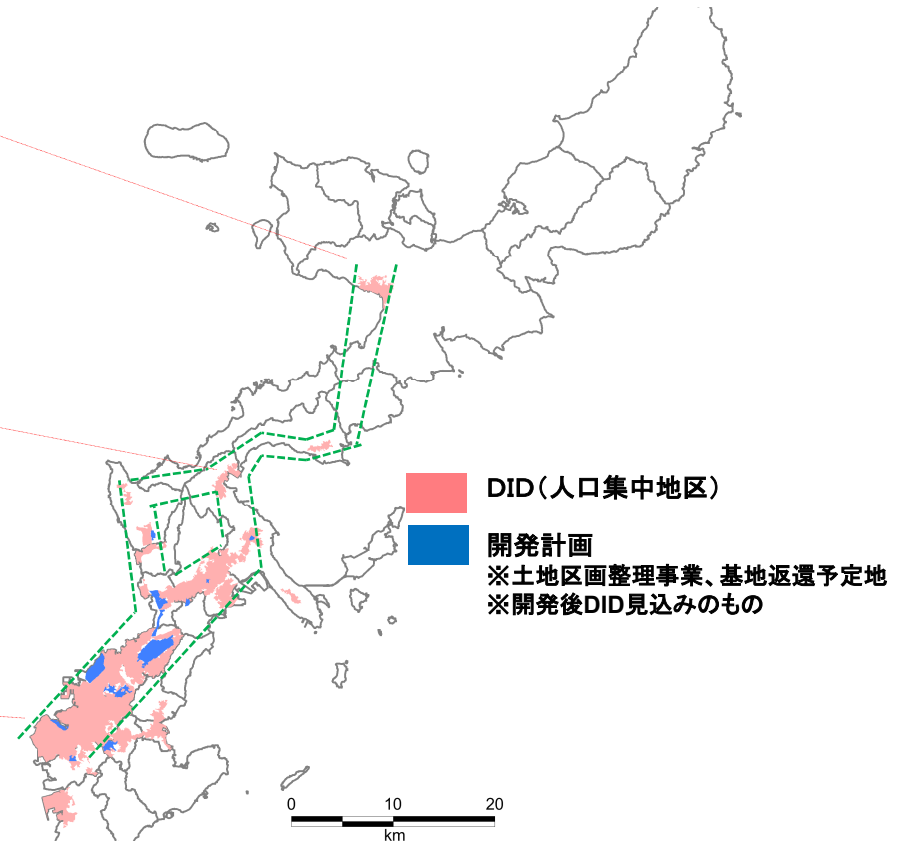 DID(人口集中地区)
開発計画
※土地区画整理事業、基地返還予定地
※開発後DID見込みのもの
0 10 20
km